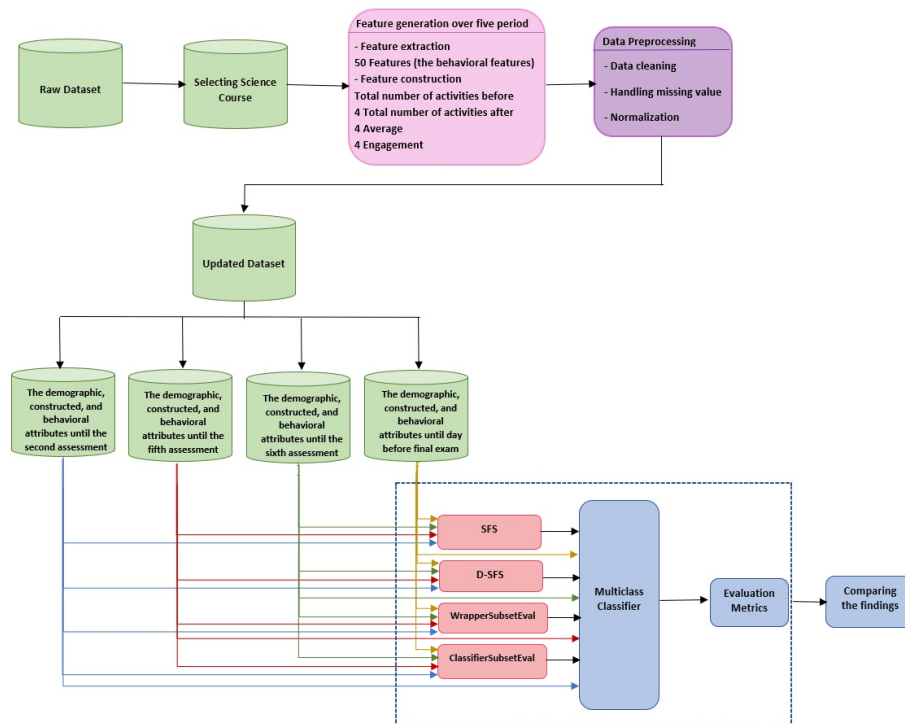 Raw Dataset
Selecting Science
Course
Feature generation over five period
- Feature extraction
50 Features (the behavioral features)
- Feature construction
Total number of activities before
4 Total number of activities after
4 Average
4 Engagement
Data Preprocessing
- Data cleaning
- Handling missing value
- Normalization
Updated Dataset
The demographic,
constructed, and
behavioral
attributes until the
second assessment
The demographic,
constructed, and
behavioral
attributes until the
fifth assessment
The demographic,
constructed, and
behavioral
attributes until the
sixth assessment
The demographic,
constructed, and
behavioral
attributes until day
before final exam
SFS
D-SFS
WrapperSubsetEval
ClassifierSubsetEval
Multiclass
Classifier
Evaluation
Metrics
Comparing
the findings